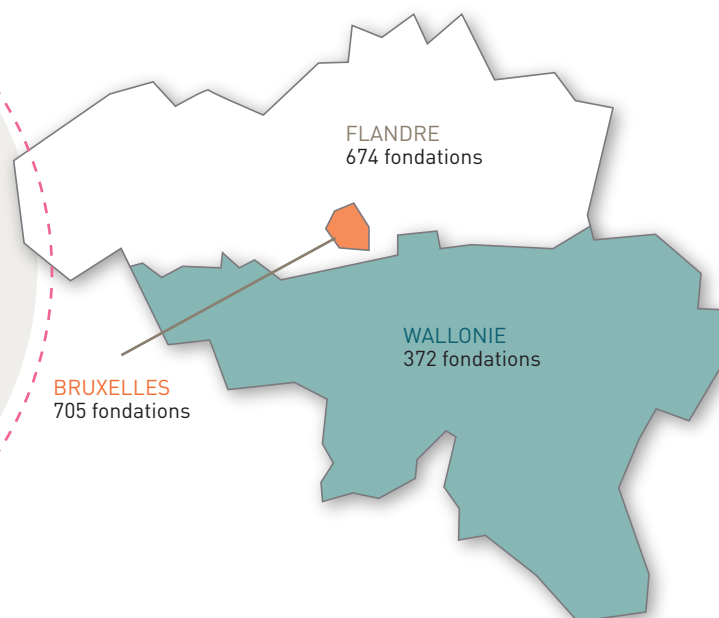 FLANDRE
674 fondations
WALLONIE
372 fondations
BRUXELLES
705 fondations